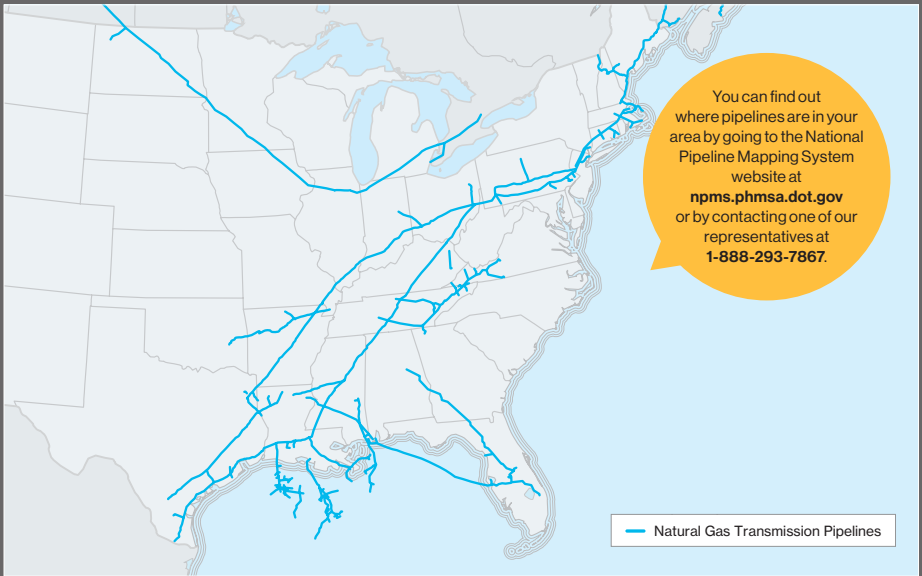 You can find out
where pipelines are in your
area by going to the National
Pipeline Mapping System
website at
npms.phmsa.dot.gov
or by contacting one of our
representatives at
1-888-293-7867.
Natural Gas Transmission Pipelines